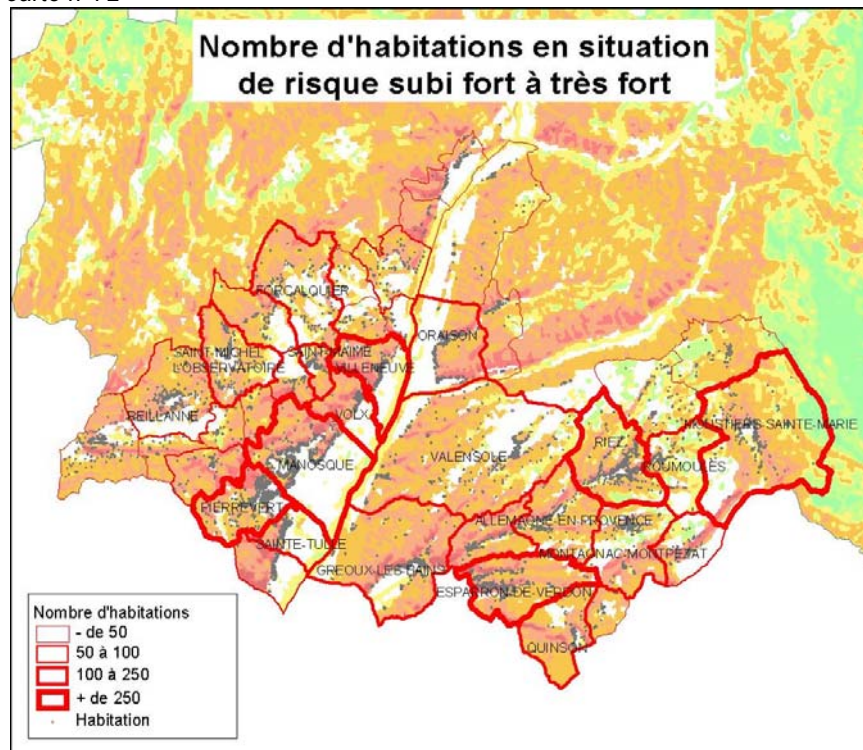 Nombre d'habitations en situation
de risque subi fort à très fort
FORCALQUIER
ORAISON
SAINT-MICHEL
L'OBSERVATOIRE
SAINT-MAIME
VILLENEUVE
REILLANNE
VOLX
MOUSTIERS-SAINTE-MARIE
RIEZ
ROUMOULES
MANOSQUE
VALENSOLE
PIERREVERT
ALLEMAGNE-EN-PROVENCE
SAINTE-TULLE
MONTAGNAC-MONTPEZAT
GREOUX-LES-BAINS
ESPARRON-DE-VERDON
QUINSON
Nombre d'habitations
- de 50
50 à 100
100 à 250
+ de 250
Habitation